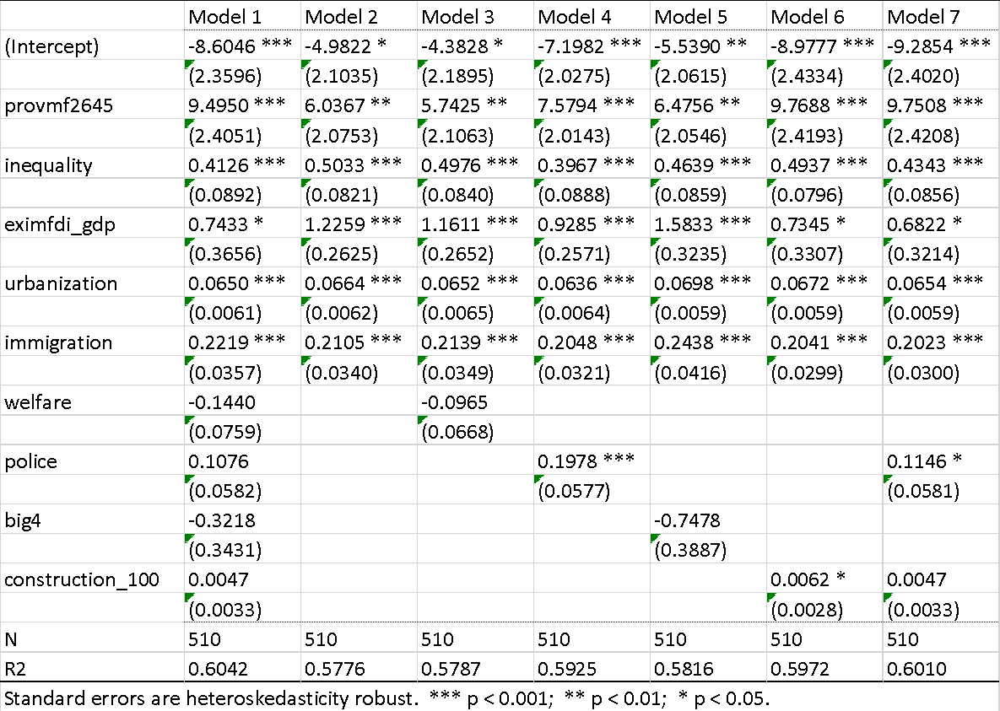 Model 1 Model 2 Model 3 Model 4 Model 5 Model 6 Model 7
(Intercept) -8.6046 *** -4.9822 * -4.3828 * -7.1982 *** -5.5390 ** -8.9777 *** -9.2854 ***
(2.3596) (2.1035) (2.1895) (2.0275) (2.0615) (2.4334) (2.4020)
provmf2645 9.4950 *** 6.0367 ** 5.7425 ** 7.5794 *** 6.4756 ** 9.7688 *** 9.7508 ***
(2.4051) (2.0753) (2.1063) (2.0143) (2.0546) (2.4193) (2.4208)
inequality 0.4126 *** 0.5033 *** 0.4976 *** 0.3967 *** 0.4639 *** 0.4937 *** 0.4343 ***
(0.0892) (0.0821) (0.0840) (0.0888) (0.0859) (0.0796) (0.0856)
eximfdi_gdp 0.7433 * 1.2259 *** 1.1611 *** 0.9285 *** 1.5833 *** 0.7345 * 0.6822 *
(0.3656) (0.2625) (0.2652) (0.2571) (0.3235) (0.3307) (0.3214)
urbanization 0.0650 *** 0.0664 *** 0.0652 *** 0.0636 *** 0.0698 *** 0.0672 *** 0.0654 ***
(0.0061) (0.0062) (0.0065) (0.0064) (0.0059) (0.0059) (0.0059)
immigration 0.2219 *** 0.2105 *** 0.2139 *** 0.2048 *** 0.2438 *** 0.2041 *** 0.2023 ***
(0.0357) (0.0340) (0.0349) (0.0321) (0.0416) (0.0299) (0.0300)
welfare -0.1440 -0.0965
(0.0759) (0.0668)
police 0.1076 0.1978 *** 0.1146 *
(0.0582) (0.0577) (0.0581)
big4 -0.3218 -0.7478
(0.3431) (0.3887)
construction_100 0.0047 0.0062 * 0.0047
(0.0033) (0.0028) (0.0033)
N 510 510 510 510 510 510 510
R2 0.6042 0.5776 0.5787 0.5925 0.5816 0.5972 0.6010
Standard errors are heteroskedasticity robust. *** p < 0.001; ** p < 0.01; * p < 0.05.